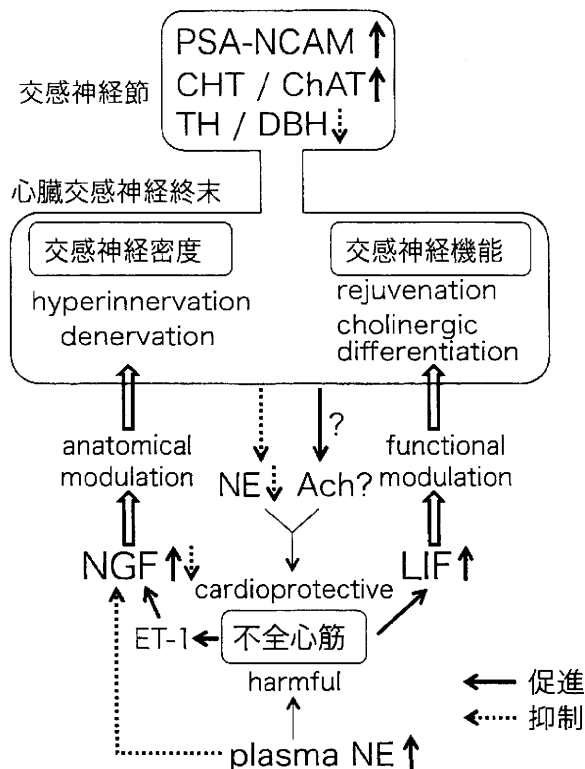 交感神経節
PSA-NCAM
CHT / ChAT
TH / DBH
心臓交感神経終末
交感神経密度
hyperinnervation
denervation
交感神経機能
rejuvenation
cholinergic
differentiation
anatomical
modulation
?
functional
modulation
NE
Ach?
NGF
cardioprotective
LIF
ET-1
不全心筋
harmful
促進
抑制
plasma NE